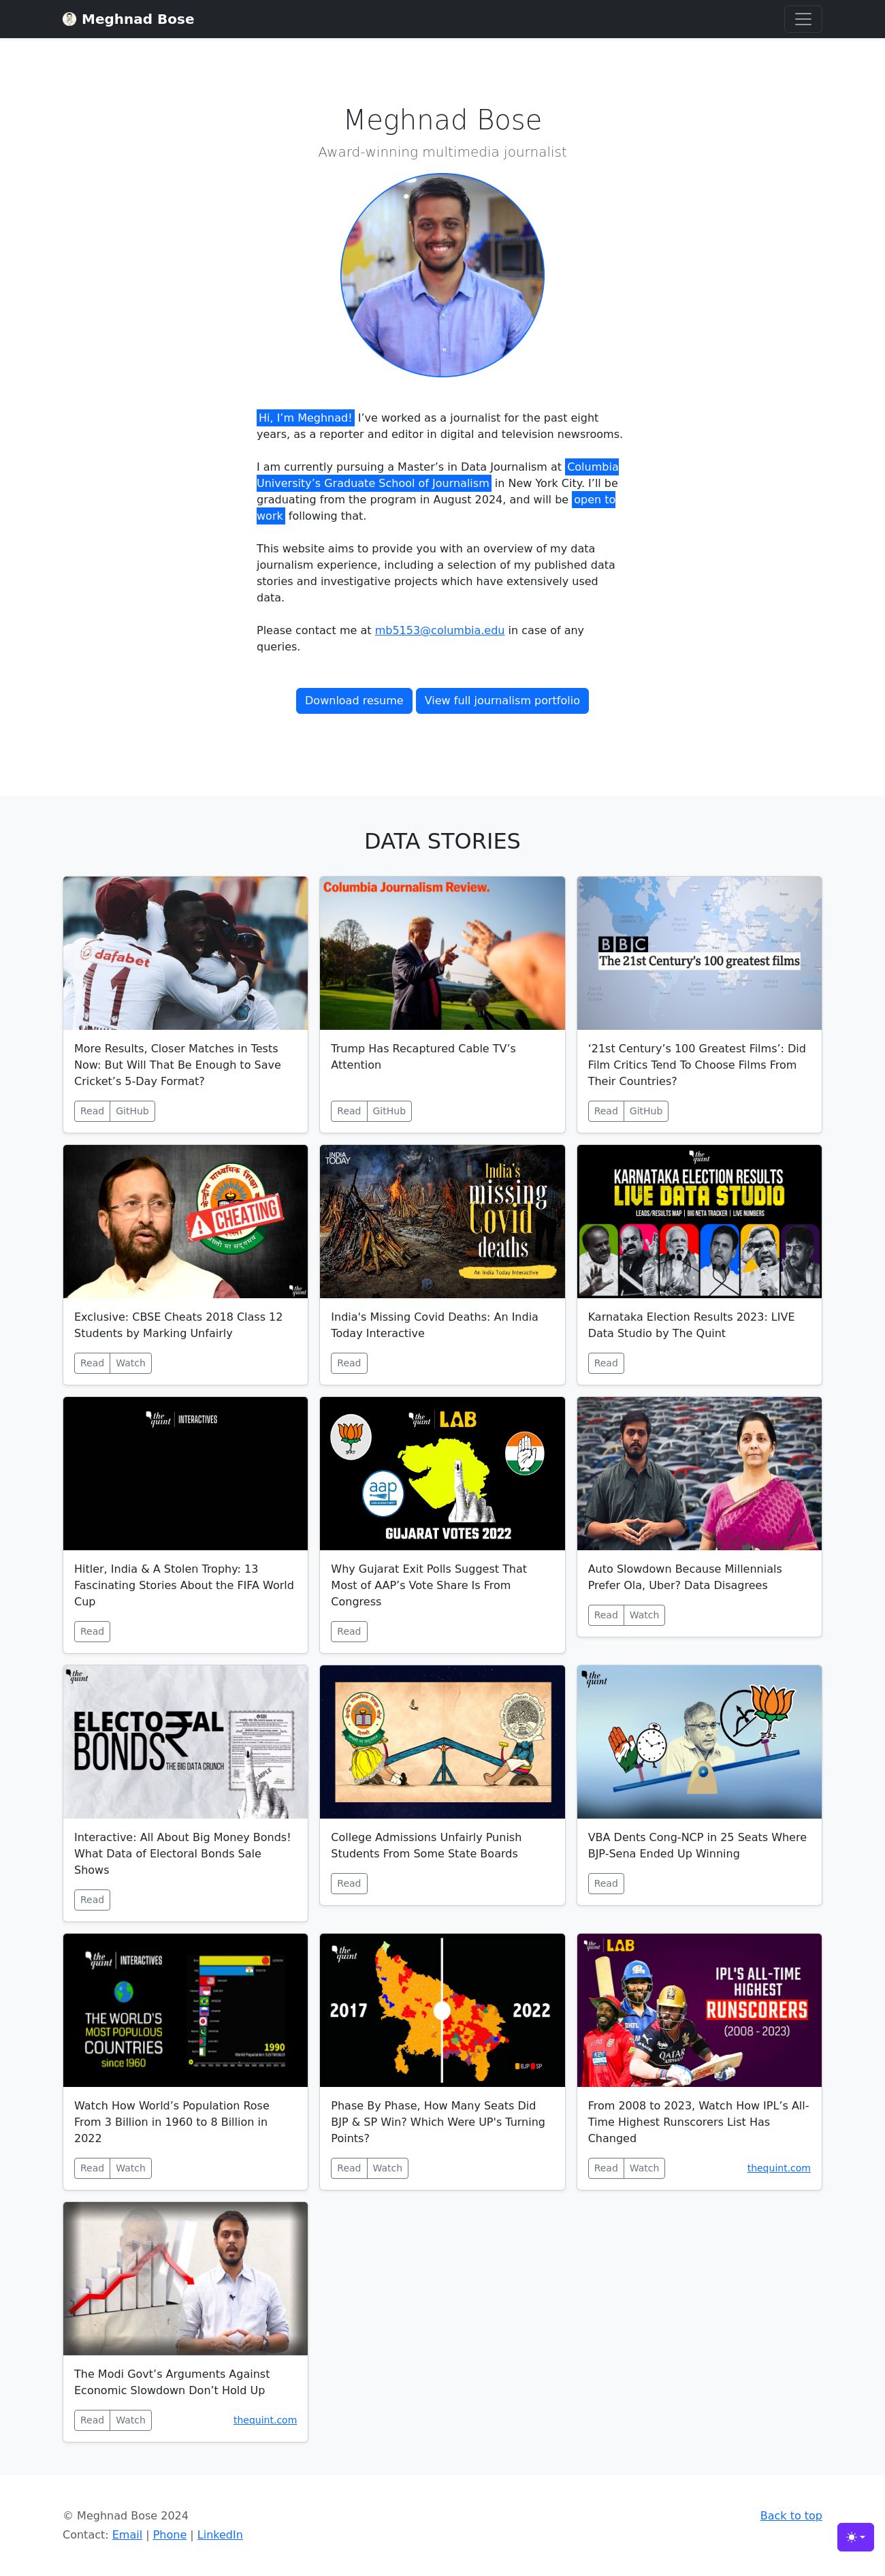 Meghnad Bose
Meghnad Bose
Award-winning multimedia journalist
Hi, I’m Meghnad! I’ve worked as a journalist for the past eight
years, as a reporter and editor in digital and television newsrooms.
I am currently pursuing a Master’s in Data Journalism at Columbia
University’s Graduate School of Journalism in New York City. I’ll be
graduating from the program in August 2024, and will be open to
work following that.
This website aims to provide you with an overview of my data
journalism experience, including a selection of my published data
stories and investigative projects which have extensively used
data.
Please contact me at mb5153@columbia.edu in case of any
queries.
Download resume View full journalism portfolio
DATA STORIES
dafabet
11
Columbia Journalism Review.
BBC
The 21st Century's 100 greatest films
More Results, Closer Matches in Tests
Now: But Will That Be Enough to Save
Cricket’s 5-Day Format?
Read GitHub
Trump Has Recaptured Cable TV’s
Attention
Read GitHub
‘21st Century’s 100 Greatest Films’: Did
Film Critics Tend To Choose Films From
Their Countries?
Read GitHub
CHEATING
the quint
INDIA
TODAY
India's
missing
Covid
deaths
An India Today Interactive
the quint
KARNATAKA ELECTION RESULTS
LIVE DATA STUDIO
LEADS/RESULTS MAP | BIG NETA TRACKER | LIVE NUMBERS
Exclusive: CBSE Cheats 2018 Class 12
Students by Marking Unfairly
Read Watch
India's Missing Covid Deaths: An India
Today Interactive
Read
Karnataka Election Results 2023: LIVE
Data Studio by The Quint
Read
the quint | INTERACTIVES
the quint | LAB
aap
GUJARAT VOTES 2022
Hitler, India & A Stolen Trophy: 13
Fascinating Stories About the FIFA World
Cup
Read
Why Gujarat Exit Polls Suggest That
Most of AAP’s Vote Share Is From
Congress
Read
Auto Slowdown Because Millennials
Prefer Ola, Uber? Data Disagrees
Read Watch
the quint
ELECTO₹AL
BONDS
THE BIG DATA CRUNCH
SAMPLE
the quint
Interactive: All About Big Money Bonds!
What Data of Electoral Bonds Sale
Shows
Read
College Admissions Unfairly Punish
Students From Some State Boards
Read
VBA Dents Cong-NCP in 25 Seats Where
BJP-Sena Ended Up Winning
Read
the quint | INTERACTIVES
THE WORLD'S
MOST POPULOUS
COUNTRIES
since 1960
1990
the quint
2017 2022
BJP SP
the quint | LAB
IPL'S ALL-TIME
HIGHEST
RUNSCORERS
(2008 - 2023)
QATAR
AIRWAYS
Watch How World’s Population Rose
From 3 Billion in 1960 to 8 Billion in
2022
Read Watch
Phase By Phase, How Many Seats Did
BJP & SP Win? Which Were UP's Turning
Points?
Read Watch
From 2008 to 2023, Watch How IPL’s All-
Time Highest Runscorers List Has
Changed
Read Watch thequint.com
The Modi Govt’s Arguments Against
Economic Slowdown Don’t Hold Up
Read Watch thequint.com
© Meghnad Bose 2024
Back to top
Contact: Email | Phone | LinkedIn